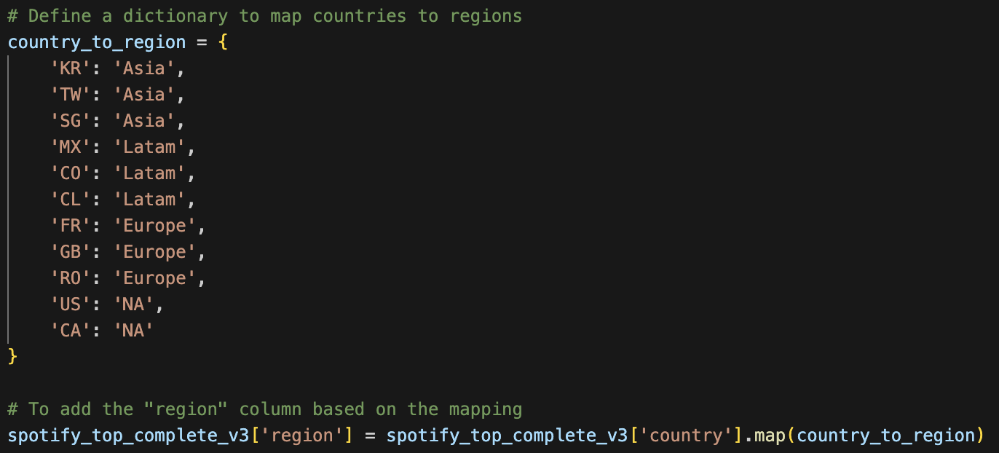 # Define a dictionary to map countries to regions
country_to_region = {
    'KR': 'Asia',
    'TW': 'Asia',
    'SG': 'Asia',
    'MX': 'Latam',
    'CO': 'Latam',
    'CL': 'Latam',
    'FR': 'Europe',
    'GB': 'Europe',
    'RO': 'Europe',
    'US': 'NA',
    'CA': 'NA'
}
# To add the "region" column based on the mapping
spotify_top_complete_v3['region'] = spotify_top_complete_v3['country'].map(country_to_region)